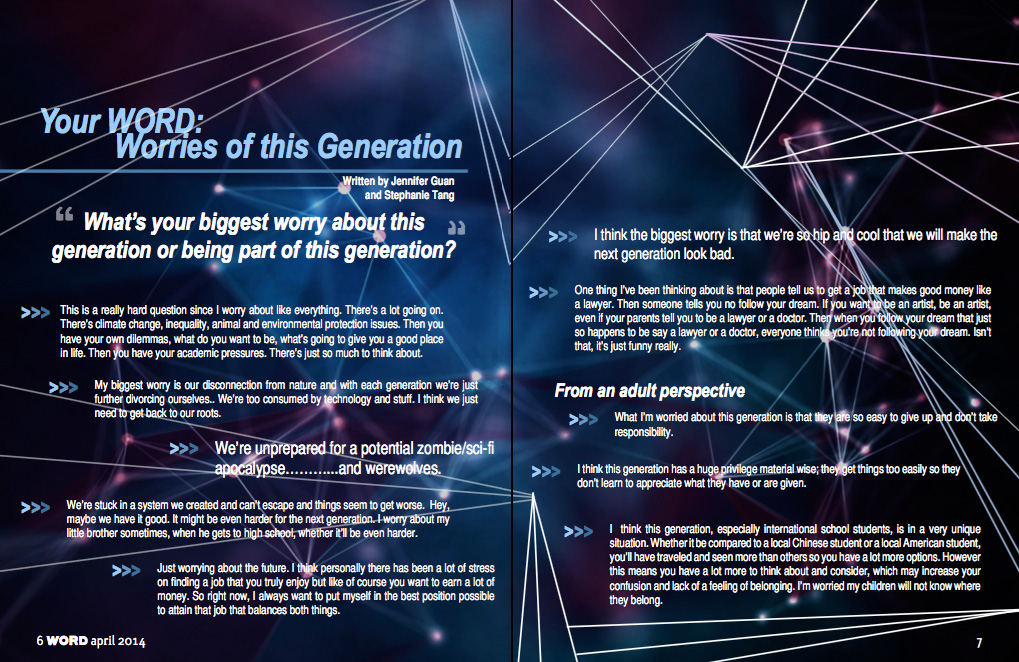 Your WORD:
Worries of this Generation
Written by Jennifer Guan
and Stephanie Tang
“ What's your biggest worry about this ”
generation or being part of this generation?
>>> This is a really hard question since I worry about like everything. There's a lot going on.
There's climate change, inequality, animal and environmental protection issues. Then you
have your own dilemmas, what do you want to be, what's going to give you a good place
in life. Then you have your academic pressures. There's just so much to think about.
>>> My biggest worry is our disconnection from nature and with each generation we're just
further divorcing ourselves.. We're too consumed by technology and stuff. I think we just
need to get back to our roots.
>>> We're unprepared for a potential zombie/sci-fi
apocalypse…………and werewolves.
>>> We're stuck in a system we created and can't escape and things seem to get worse. Hey,
maybe we have it good. It might be even harder for the next generation. I worry about my
little brother sometimes, when he gets to high school, whether it'll be even harder.
>>> Just worrying about the future. I think personally there has been a lot of stress
on finding a job that you truly enjoy but like of course you want to earn a lot of
money. So right now, I always want to put myself in the best position possible
to attain that job that balances both things.
6 WORD april 2014
>>> I think the biggest worry is that we're so hip and cool that we will make the
next generation look bad.
>>> One thing I've been thinking about is that people tell us to get a job that makes good money like
a lawyer. Then someone tells you no follow your dream. If you want to be an artist, be an artist,
even if your parents tell you to be a lawyer or a doctor. Then when you follow your dream that just
so happens to be say a lawyer or a doctor, everyone thinks you're not following your dream. Isn't
that, it's just funny really.
From an adult perspective
>>> What I'm worried about this generation is that they are so easy to give up and don't take
responsibility.
>>> I think this generation has a huge privilege material wise; they get things too easily so they
don't learn to appreciate what they have or are given.
>>> I think this generation, especially international school students, is in a very unique
situation. Whether it be compared to a local Chinese student or a local American student,
you'll have traveled and seen more than others so you have a lot more options. However
this means you have a lot more to think about and consider, which may increase your
confusion and lack of a feeling of belonging. I'm worried my children will not know where
they belong.
7